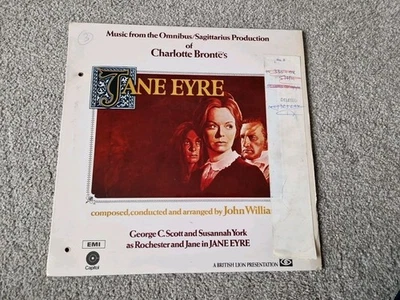 3
Music from the Omnibus/Sagittarius Production
of
Charlotte Brontë's
JANE EYRE
composed, conducted and arranged by John Willia
George C. Scott and Susannah York
as Rochester and Jane in JANE EYRE
EMI
Capitol
A BRITISH LION PRESENTATION